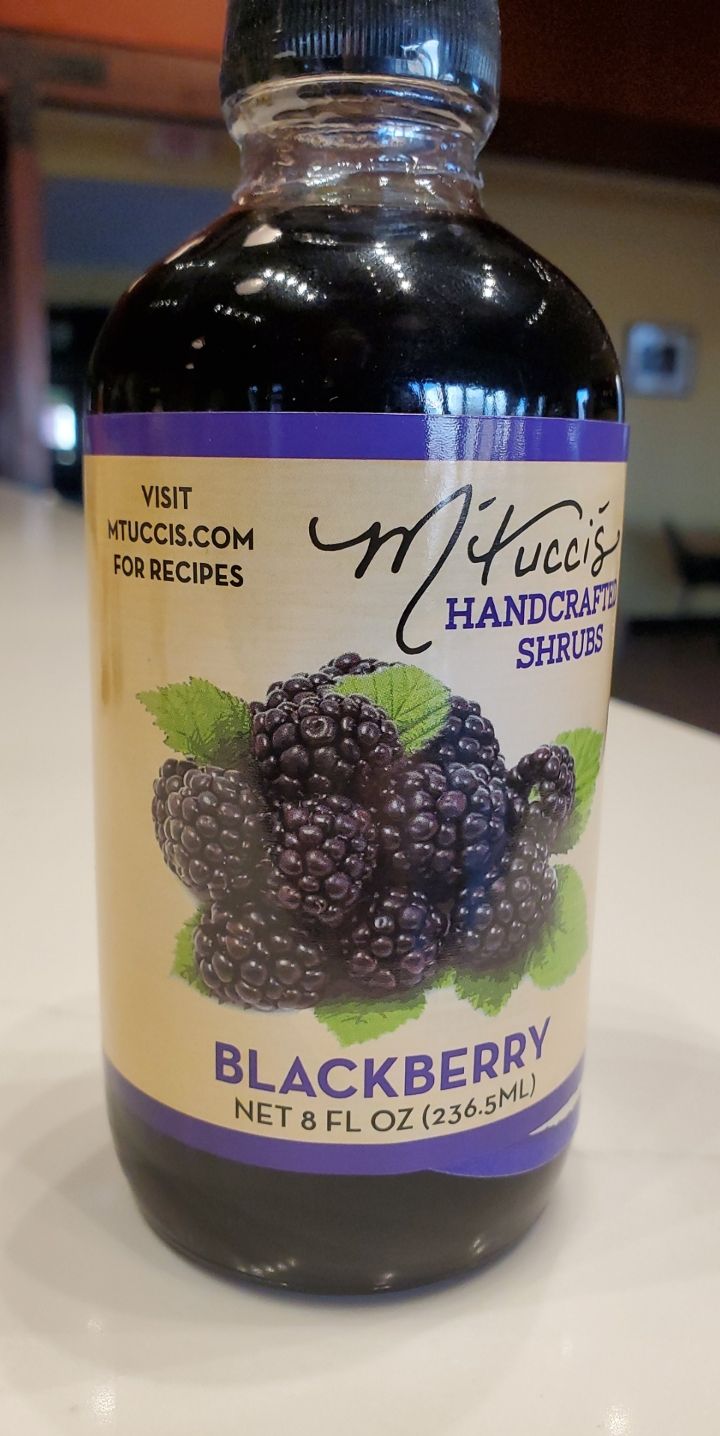 VISIT
MTUCCIS.COM
FOR RECIPES
M'tucci's
HANDCRAFTED
SHRUBS
BLACKBERRY
NET 8 FL OZ (236.5ML)